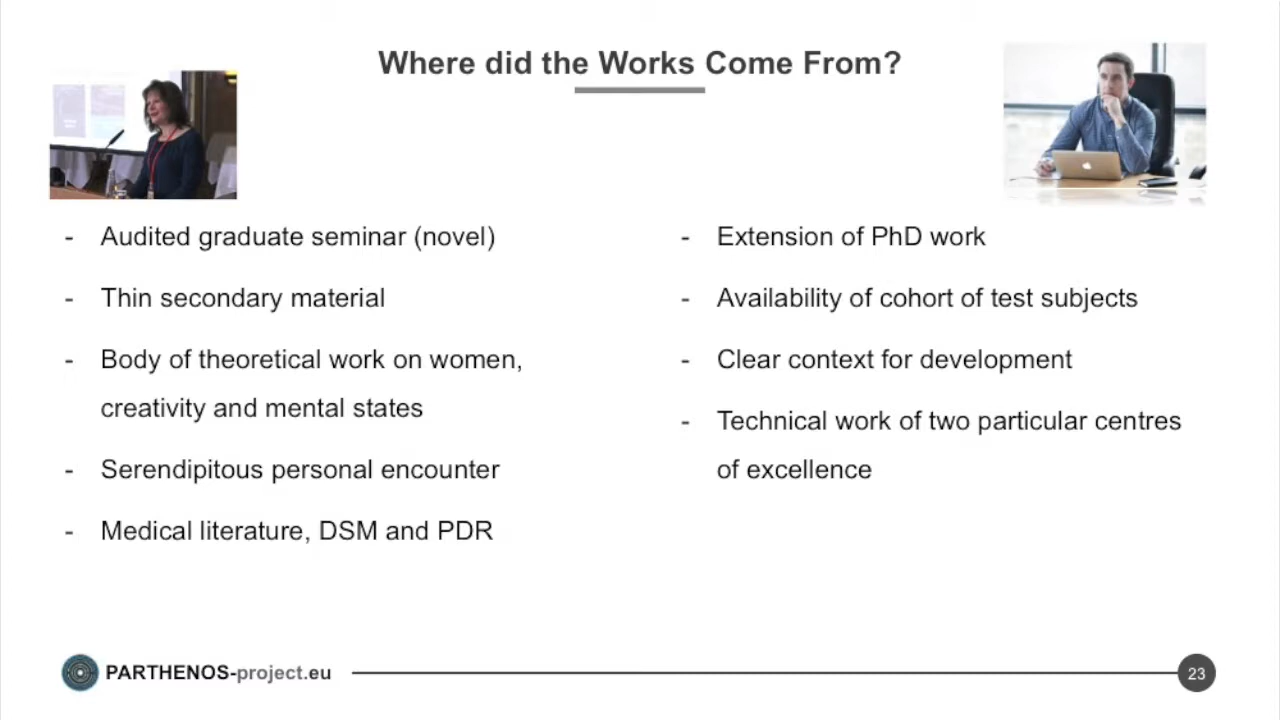 Where did the Works Come From?
- Audited graduate seminar (novel)
- Thin secondary material
- Body of theoretical work on women,
creativity and mental states
- Serendipitous personal encounter
- Medical literature, DSM and PDR
- Extension of PhD work
- Availability of cohort of test subjects
- Clear context for development
- Technical work of two particular centres
of excellence
PARTHENOS-project.eu
23